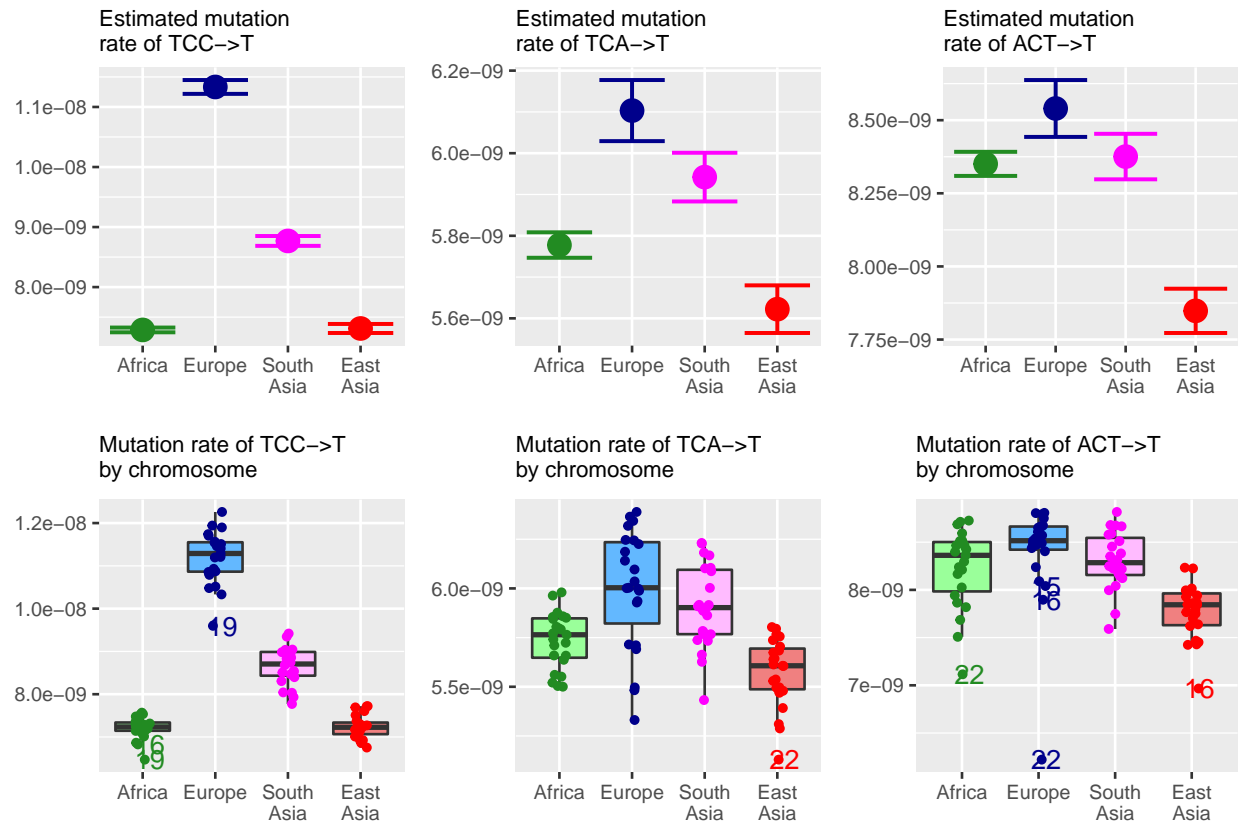 Estimated mutation
rate of TCC−>T
1.1e−08
1.0e−08
9.0e−09
8.0e−09
Africa Europe South Asia East Asia
Estimated mutation
rate of TCA−>T
6.2e−09
6.0e−09
5.8e−09
5.6e−09
Africa Europe South Asia East Asia
Estimated mutation
rate of ACT−>T
8.50e−09
8.25e−09
8.00e−09
7.75e−09
Africa Europe South Asia East Asia
Mutation rate of TCC−>T
by chromosome
1.2e−08
1.0e−08
8.0e−09
19
16
19
Africa Europe South Asia East Asia
Mutation rate of TCA−>T
by chromosome
6.0e−09
5.5e−09
22
Africa Europe South Asia East Asia
Mutation rate of ACT−>T
by chromosome
8e−09
7e−09
15
16
22
16
22
Africa Europe South Asia East Asia